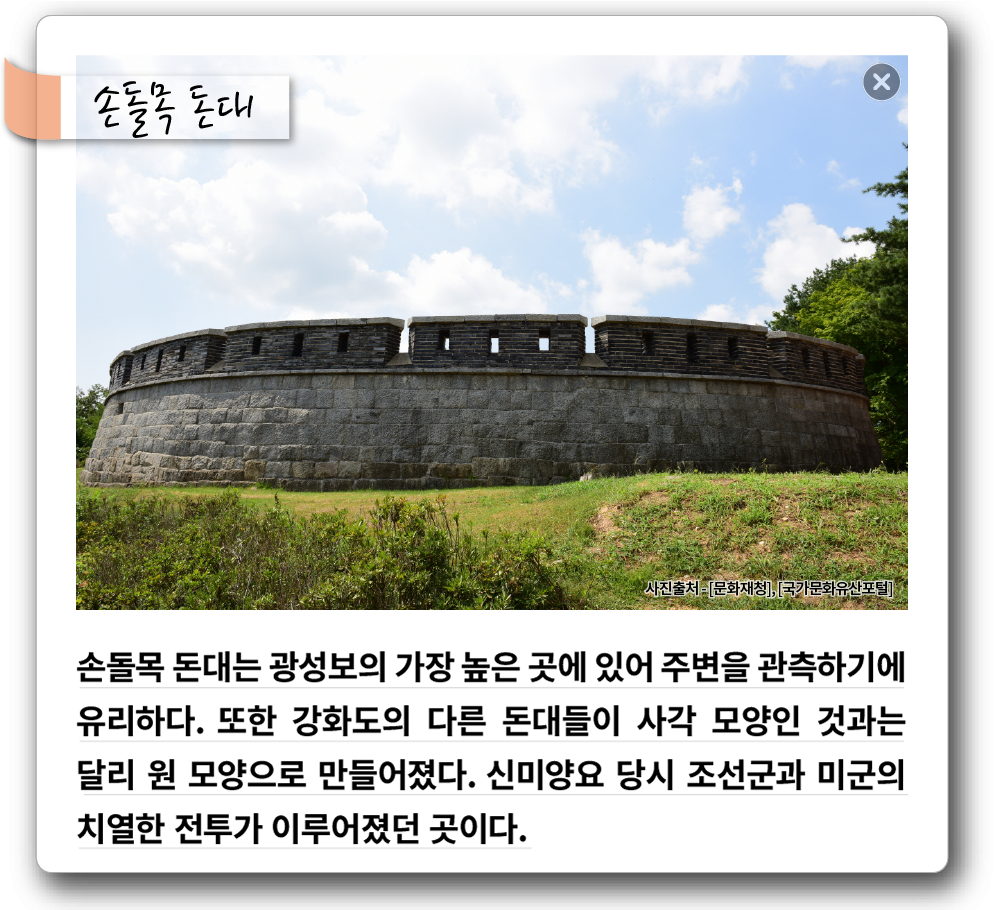 손돌목 돈대
사진출처 - [문화재청], [국가문화유산포털]
손돌목 돈대는 광성보의 가장 높은 곳에 있어 주변을 관측하기에
유리하다. 또한 강화도의 다른 돈대들이 사각 모양인 것과는
달리 원 모양으로 만들어졌다. 신미양요 당시 조선군과 미군의
치열한 전투가 이루어졌던 곳이다.